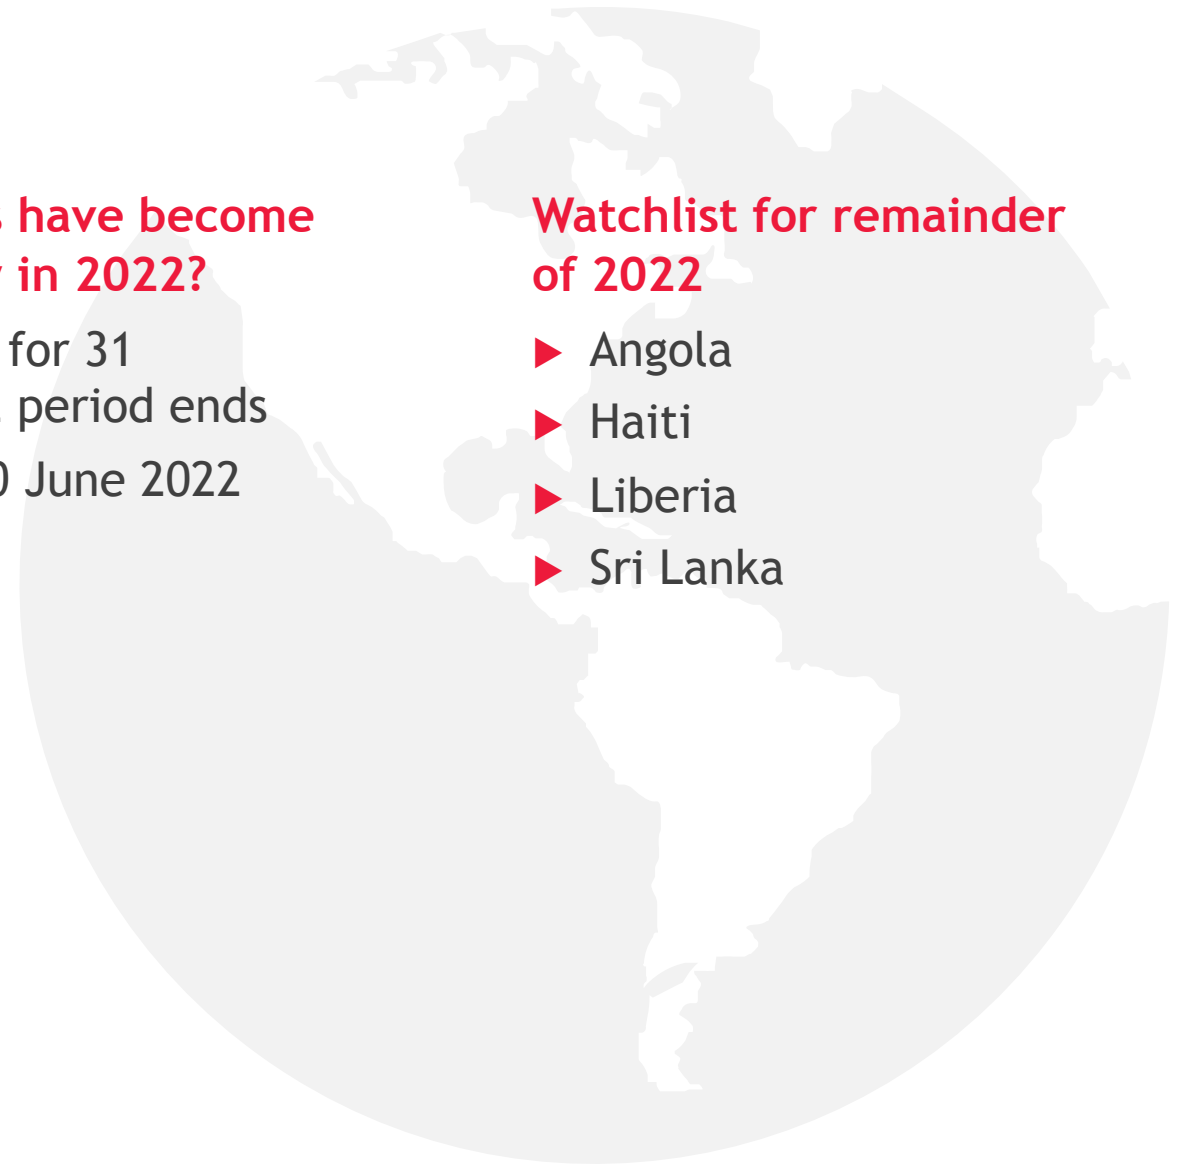 have become
in 2022?
for 31
period ends
June 2022
Watchlist for remainder
of 2022
Angola
Haiti
Liberia
Sri Lanka